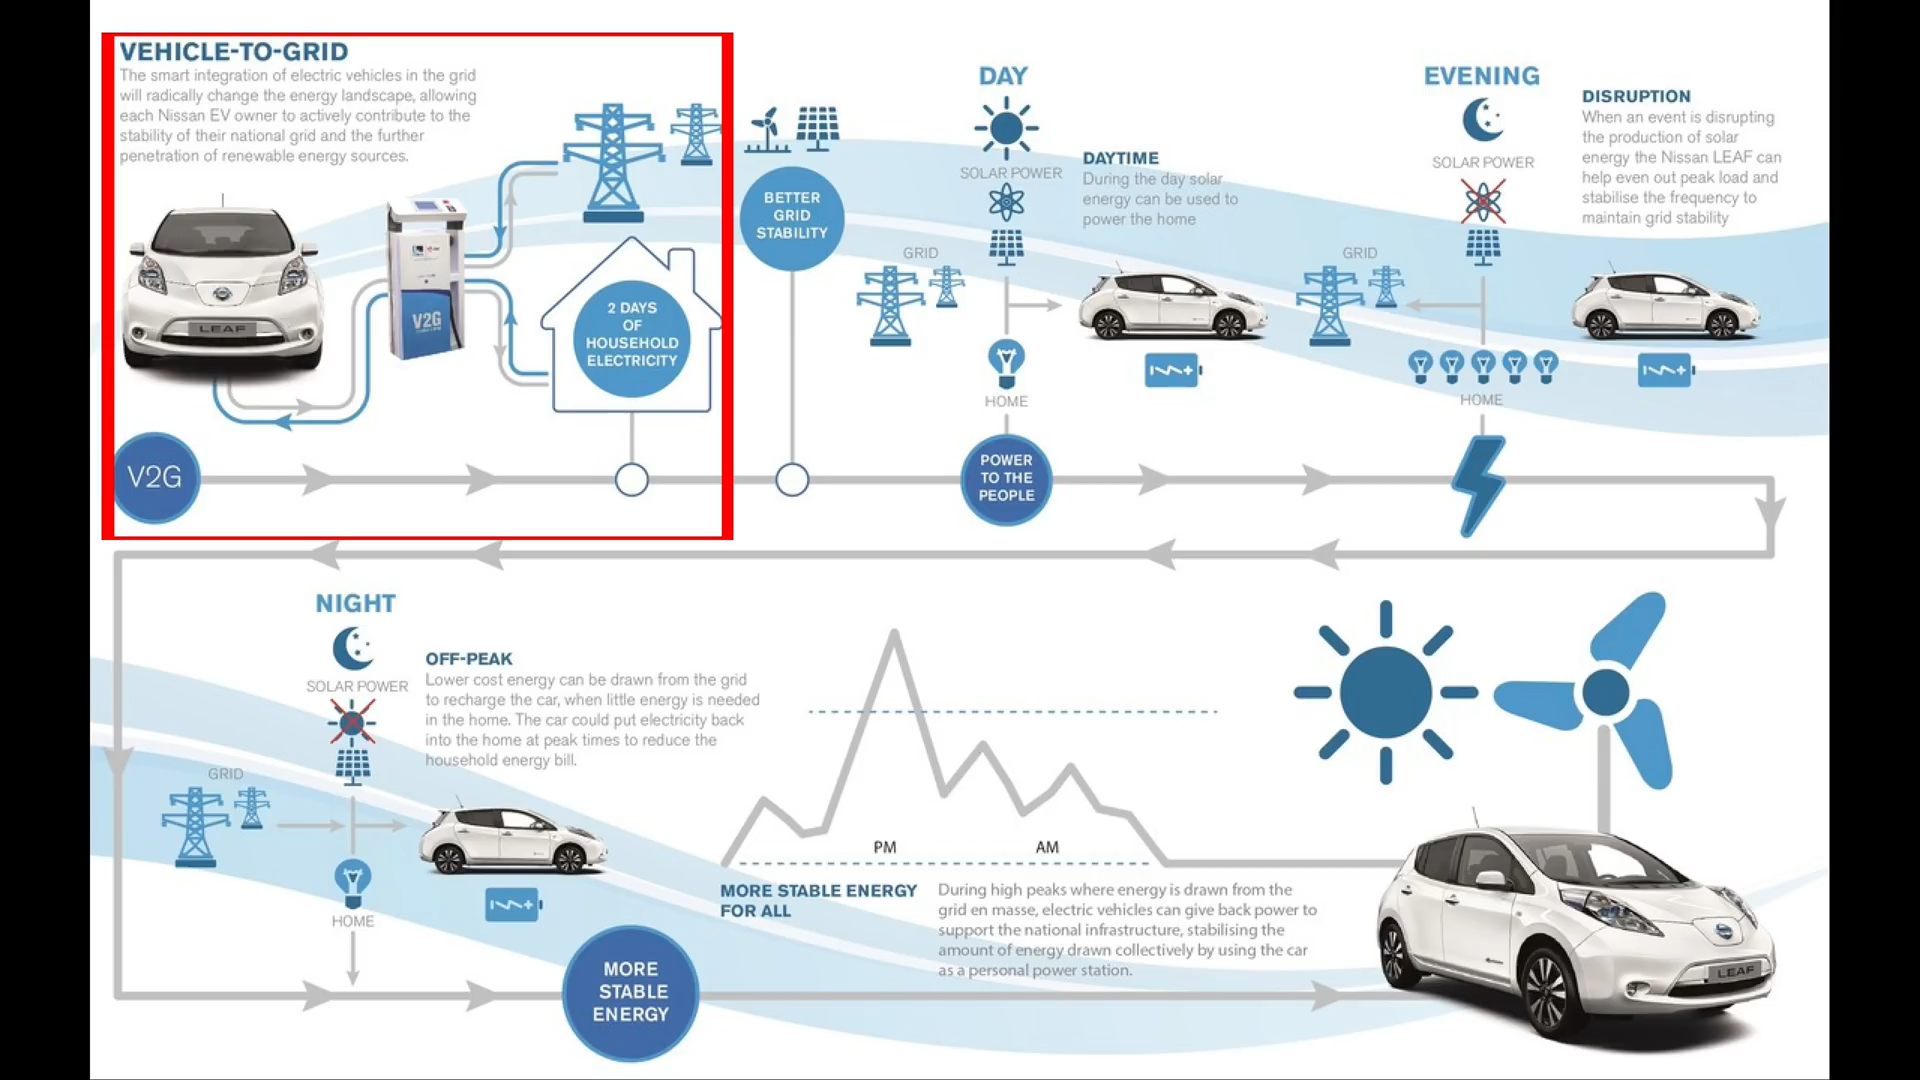 VEHICLE-TO-GRID
The smart integration of electric vehicles in the grid
will radically change the energy landscape, allowing
each Nissan EV owner to actively contribute to the
stability of their national grid and the further
penetration of renewable energy sources.
LEAF
V2G
2 DAYS
OF
HOUSEHOLD
ELECTRICITY
V2G
BETTER
GRID
STABILITY
DAY
SOLAR POWER
DAYTIME
During the day solar
energy can be used to
power the home
GRID
HOME
POWER
TO THE
PEOPLE
EVENING
SOLAR POWER
DISRUPTION
When an event is disrupting
the production of solar
energy the Nissan LEAF can
help even out peak load and
stabilise the frequency to
maintain grid stability
GRID
HOME
NIGHT
SOLAR POWER
OFF-PEAK
Lower cost energy can be drawn from the grid
to recharge the car, when little energy is needed
in the home. The car could put electricity back
into the home at peak times to reduce the
household energy bill.
GRID
HOME
MORE
STABLE
ENERGY
PM
AM
MORE STABLE ENERGY
FOR ALL
During high peaks where energy is drawn from the
grid en masse, electric vehicles can give back power to
support the national infrastructure, stabilising the
amount of energy drawn collectively by using the car
as a personal power station.
LEAF